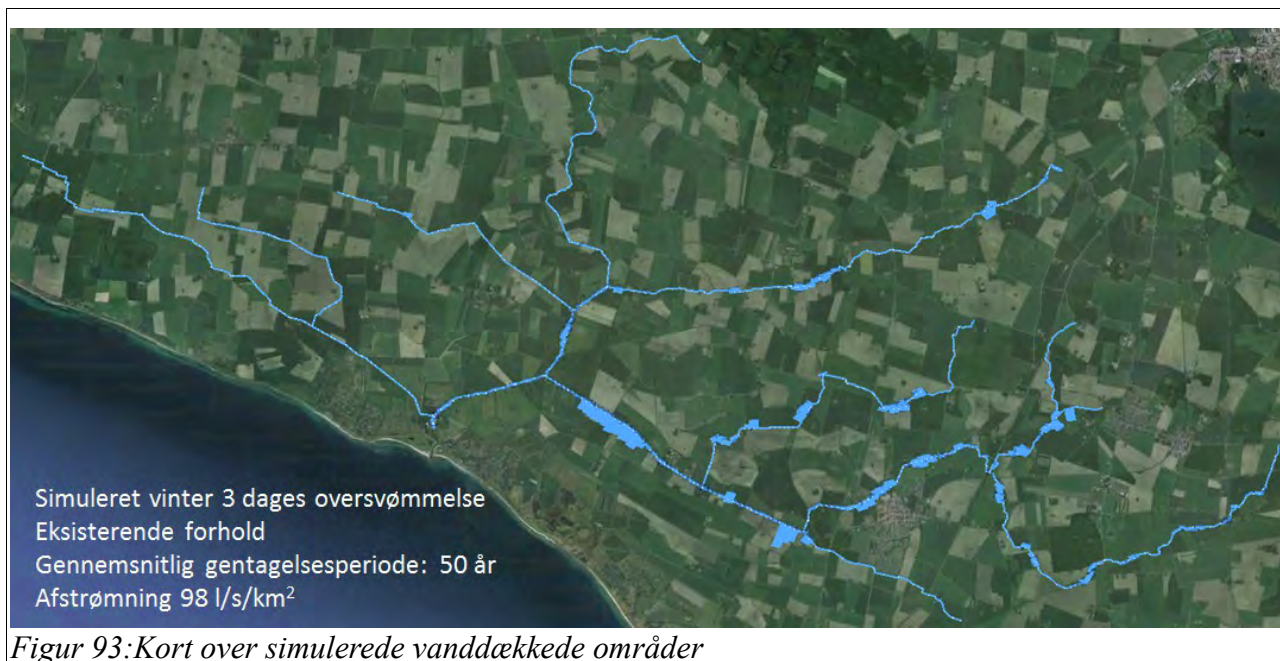 Simuleret vinter 3 dages oversvømmelse
Eksisterende forhold
Gennemsnitlig gentagelsesperiode: 50 år
Afstrømning 98 l/s/km²
Figur 93:Kort over simulerede vanddækkede områder